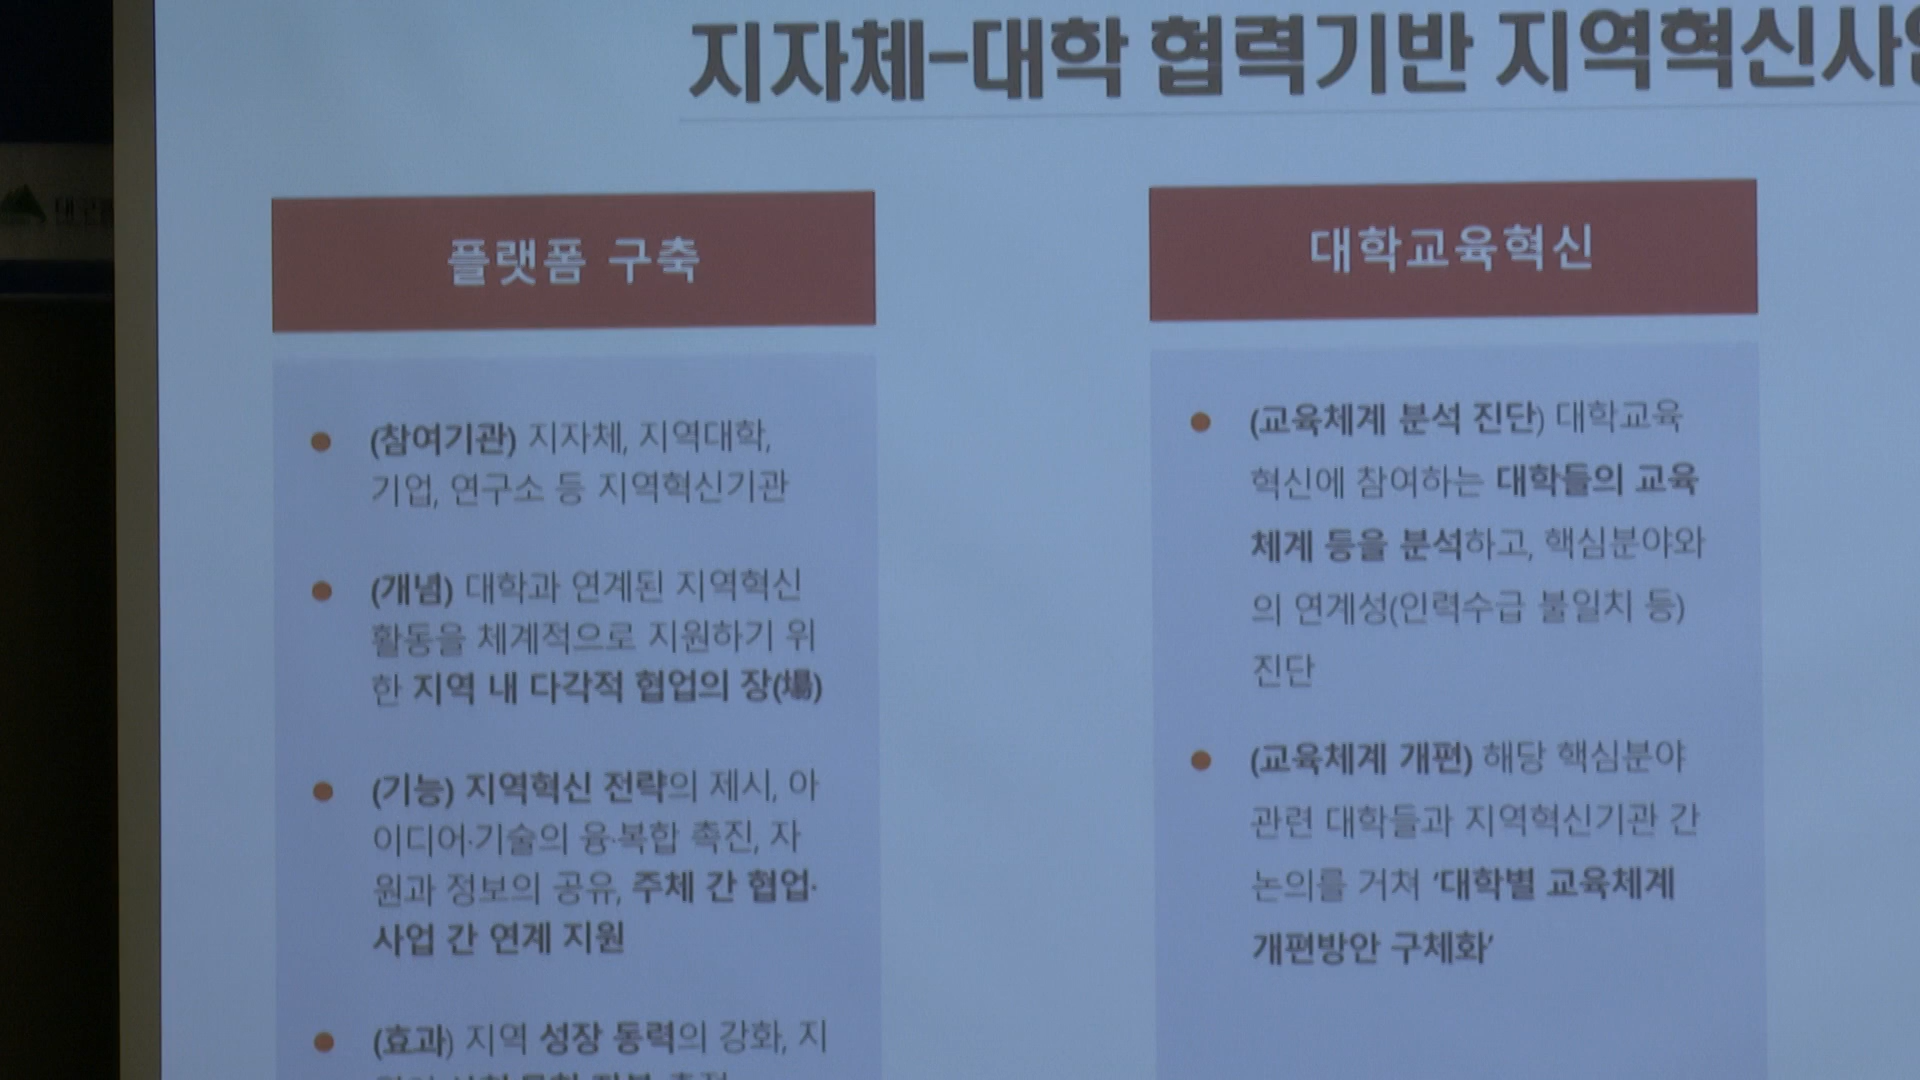 지자체-대학 협력기반 지역혁신사
플랫폼 구축
(참여기관) 지자체, 지역대학,
기업, 연구소 등 지역혁신기관
(개념) 대학과 연계된 지역혁신
활동을 체계적으로 지원하기 위
한 지역 내 다각적 협업의 장(場)
(기능) 지역혁신 전략의 제시, 아
이디어·기술의 융·복합 촉진, 자
원과 정보의 공유, 주체 간 협업·
사업 간 연계 지원
(효과) 지역 성장 동력의 강화, 지
대학교육혁신
(교육체계 분석 진단) 대학교육
혁신에 참여하는 대학들의 교육
체계 등을 분석하고, 핵심분야와
의 연계성(인력수급 불일치 등)
진단
(교육체계 개편) 해당 핵심분야
관련 대학들과 지역혁신기관 간
논의를 거쳐 ‘대학별 교육체계
개편방안 구체화’